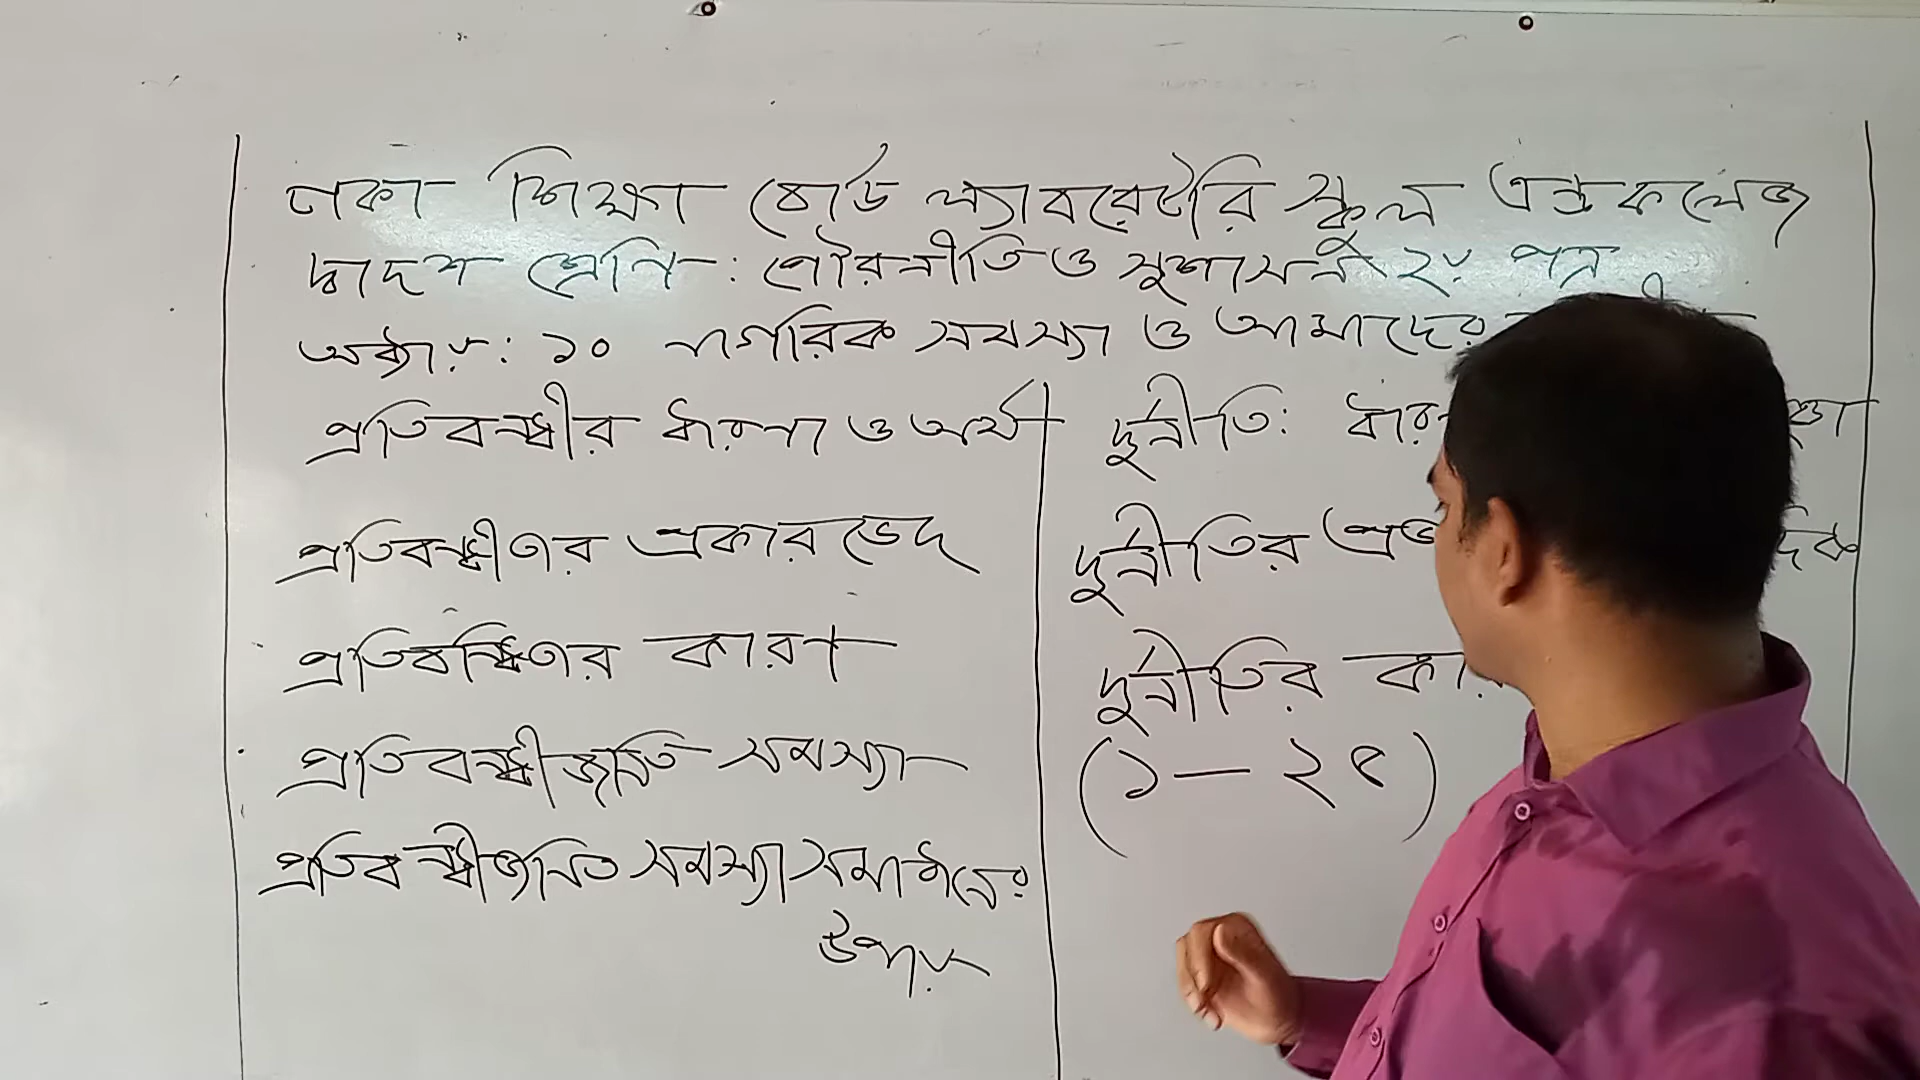 ঢাকা শিক্ষা বোর্ড ল্যাবরেটরি স্কুল এন্ড কলেজ
দ্বাদশ শ্রেণি : পৌরনীতি ও সুশাসন ২য় পত্র
অধ্যায় : ১০ নাগরিক সমস্যা ও আমাদের
প্রতিবন্ধীর ধারণা ও অর্থ
প্রতিবন্ধীতার প্রকারভেদ
প্রতিবন্ধিতার কারণ
প্রতিবন্ধীজনিত সমস্যা
প্রতিবন্ধীজনিত সমস্যা সমাধানের
উপায়
দুর্নীতি : 
দুর্নীতির
দুর্নীতির
(১ — ২৫)